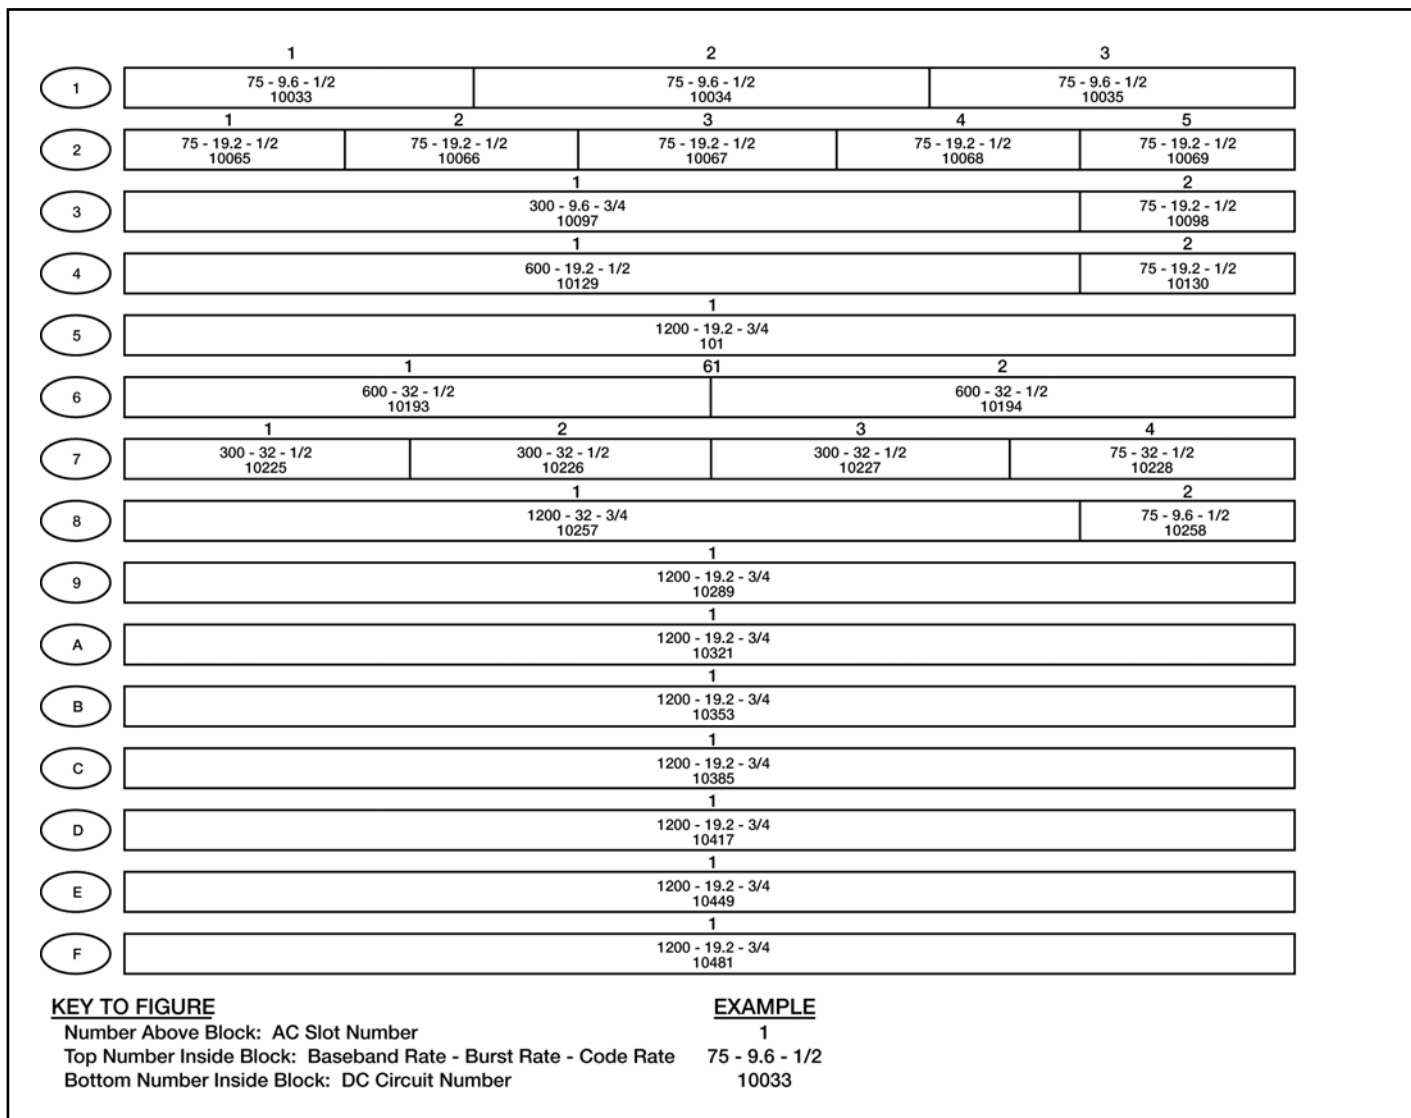 1 2 3
1 75 - 9.6 - 1/2 75 - 9.6 - 1/2 75 - 9.6 - 1/2
10033 10034 10035
1 2 3 4 5
2 75 - 19.2 - 1/2 75 - 19.2 - 1/2 75 - 19.2 - 1/2 75 - 19.2 - 1/2 75 - 19.2 - 1/2
10065 10066 10067 10068 10069
1 2
3 300 - 9.6 - 3/4 75 - 19.2 - 1/2
10097 10098
1 2
4 600 - 19.2 - 1/2 75 - 19.2 - 1/2
10129 10130
1
5 1200 - 19.2 - 3/4
101
1 61 2
6 600 - 32 - 1/2 600 - 32 - 1/2
10193 10194
1 2 3 4
7 300 - 32 - 1/2 300 - 32 - 1/2 300 - 32 - 1/2 75 - 32 - 1/2
10225 10226 10227 10228
1 2
8 1200 - 32 - 3/4 75 - 9.6 - 1/2
10257 10258
1
9 1200 - 19.2 - 3/4
10289
1
A 1200 - 19.2 - 3/4
10321
1
B 1200 - 19.2 - 3/4
10353
1
C 1200 - 19.2 - 3/4
10385
1
D 1200 - 19.2 - 3/4
10417
1
E 1200 - 19.2 - 3/4
10449
1
F 1200 - 19.2 - 3/4
10481
KEY TO FIGURE EXAMPLE
Number Above Block: AC Slot Number 1
Top Number Inside Block: Baseband Rate - Burst Rate - Code Rate 75 - 9.6 - 1/2
Bottom Number Inside Block: DC Circuit Number 10033